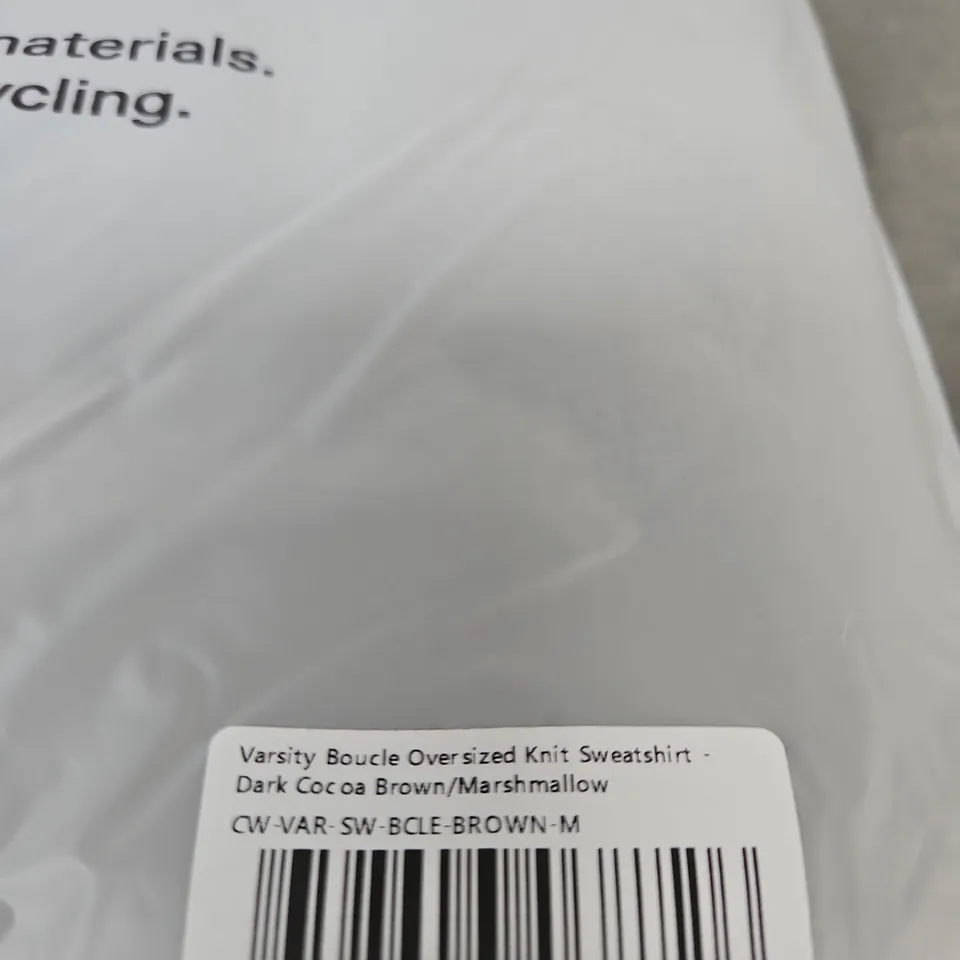 materials.
ycling.
Varsity Boucle Oversized Knit Sweatshirt -
Dark Cocoa Brown/Marshmallow
CW-VAR-SW-BCLE-BROWN-M